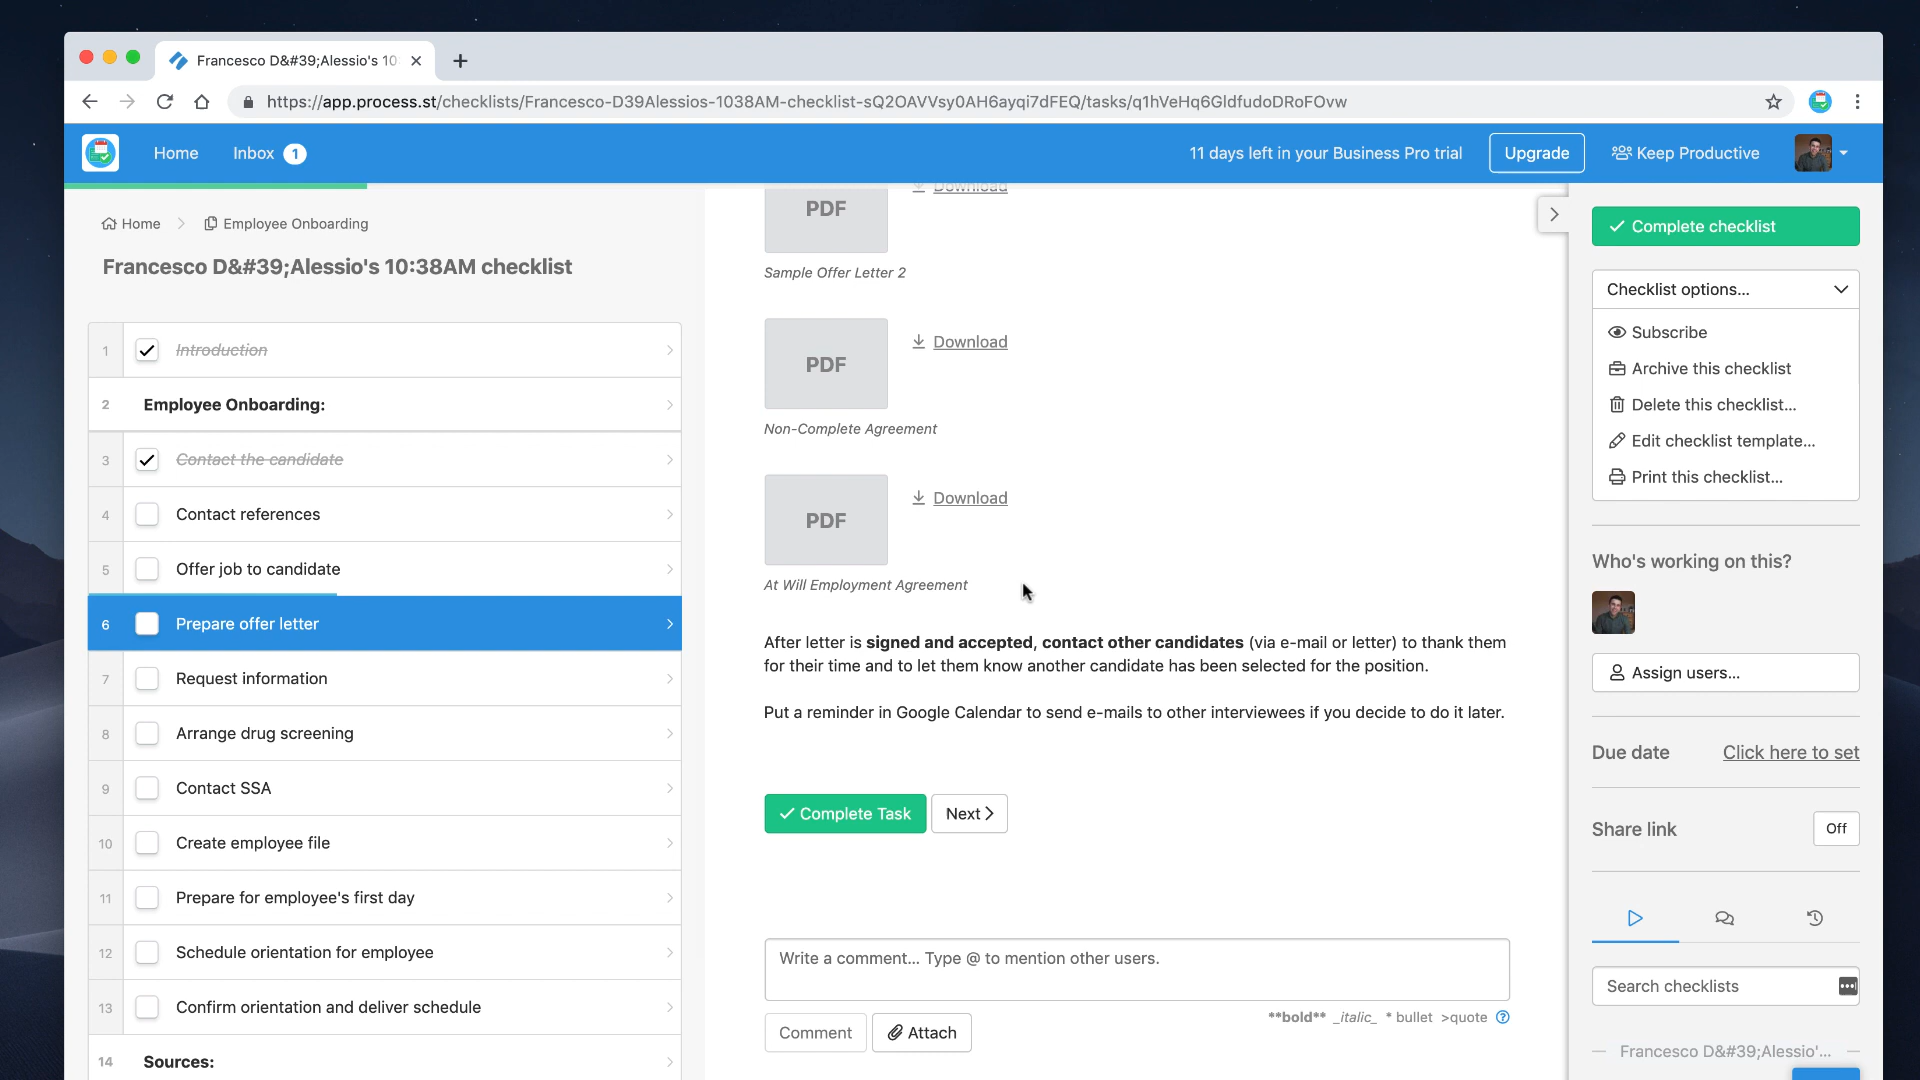 Francesco D&#39;Alessio's 10:
https://app.process.st/checklists/Francesco-D39Alessios-1038AM-checklist-sQ2OAVVsy0AH6ayqi7dFEQ/tasks/q1hVeHq6GldfudoDRoFOvw
Home
Inbox 1
11 days left in your Business Pro trial
Upgrade
Keep Productive
Home
Employee Onboarding
Francesco D&#39;Alessio's 10:38AM checklist
1 Introduction
2 Employee Onboarding:
3 Contact the candidate
4 Contact references
5 Offer job to candidate
6 Prepare offer letter
7 Request information
8 Arrange drug screening
9 Contact SSA
10 Create employee file
11 Prepare for employee's first day
12 Schedule orientation for employee
13 Confirm orientation and deliver schedule
14 Sources:
Download
PDF
Sample Offer Letter 2
Download
PDF
Non-Complete Agreement
Download
PDF
At Will Employment Agreement
After letter is signed and accepted, contact other candidates (via e-mail or letter) to thank them
for their time and to let them know another candidate has been selected for the position.
Put a reminder in Google Calendar to send e-mails to other interviewees if you decide to do it later.
Complete Task
Next
Write a comment... Type @ to mention other users.
**bold** _italic_ * bullet >quote ?
Comment
Attach
Complete checklist
Checklist options...
Subscribe
Archive this checklist
Delete this checklist...
Edit checklist template...
Print this checklist...
Who's working on this?
Assign users...
Due date
Click here to set
Share link
Off
Search checklists
Francesco D&#39;Alessio'...